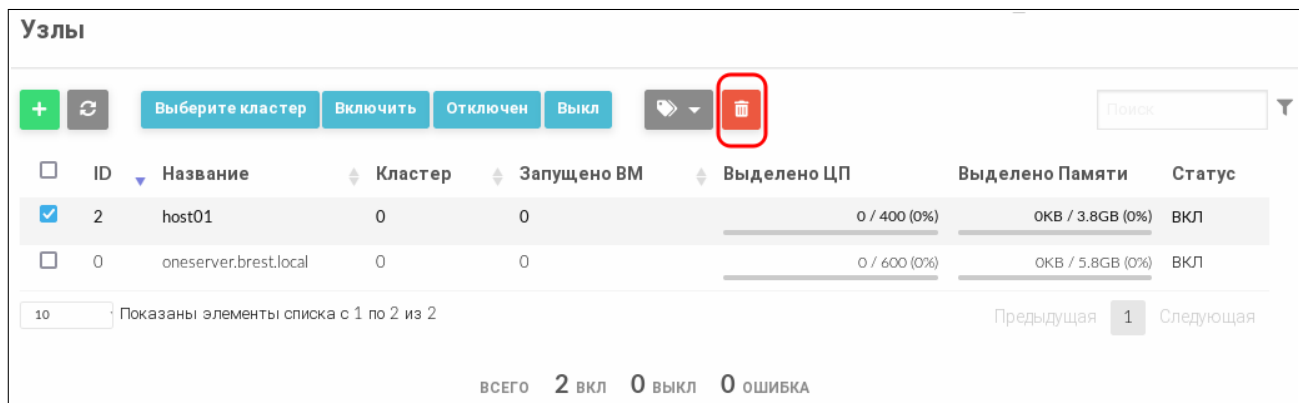 Узлы
Выберите кластер Включить Отключен Выкл Поиск
ID Название Кластер Запущено ВМ Выделено ЦП Выделено Памяти Статус
2 host01 0 0 0 / 400 (0%) 0KB / 3.8GB (0%) ВКЛ
0 oneserver.brest.local 0 0 0 / 600 (0%) 0KB / 5.8GB (0%) ВКЛ
10 Показаны элементы списка с 1 по 2 из 2 Предыдущая 1 Следующая
ВСЕГО 2 ВКЛ 0 ВЫКЛ 0 ОШИБКА